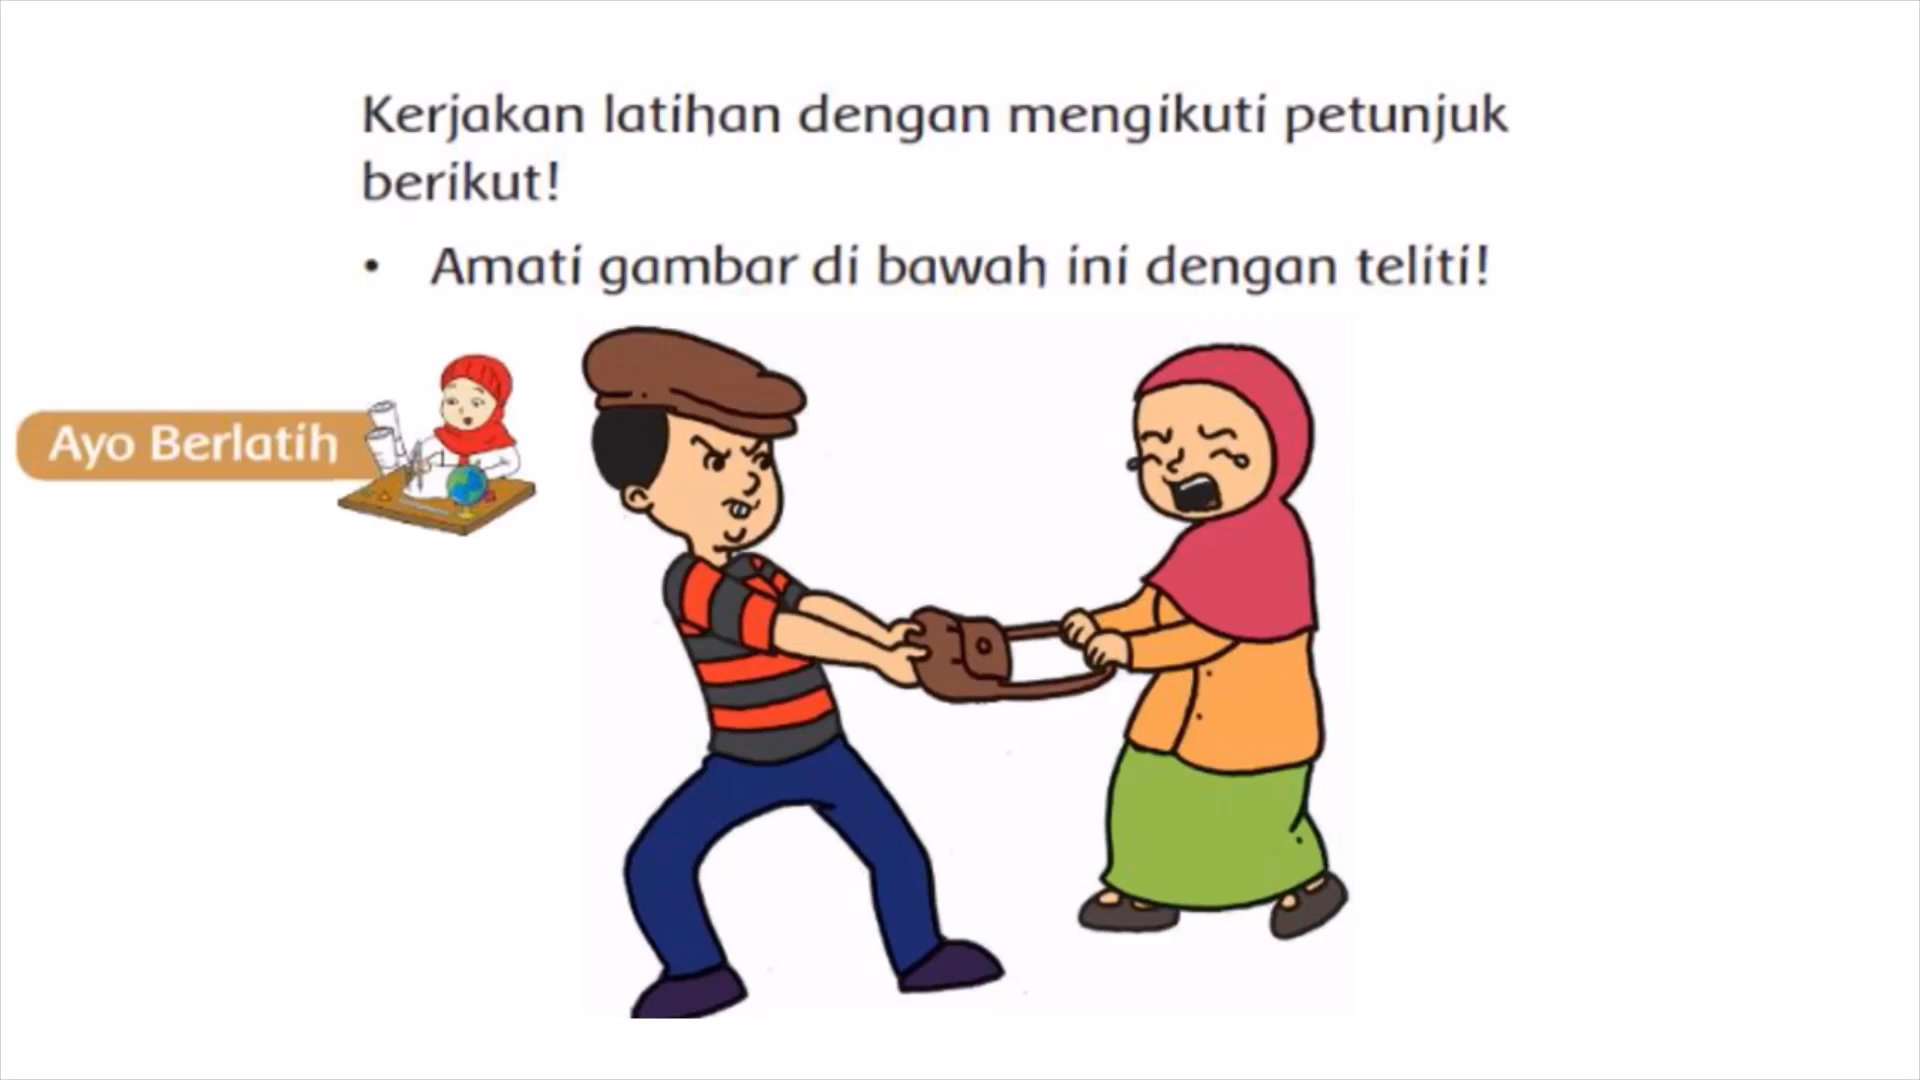 Kerjakan latihan dengan mengikuti petunjuk
berikut!
• Amati gambar di bawah ini dengan teliti!
Ayo Berlatih